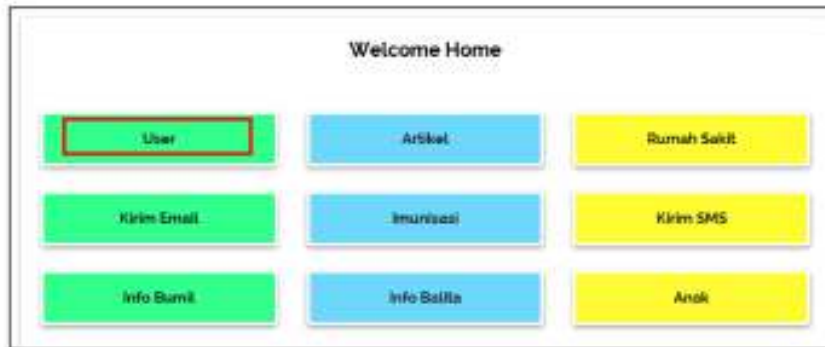 Welcome Home
User Artikel Rumah Sakit
Kirim Email Imunisasi Kirim SMS
Info Bumil Info Balita Anak